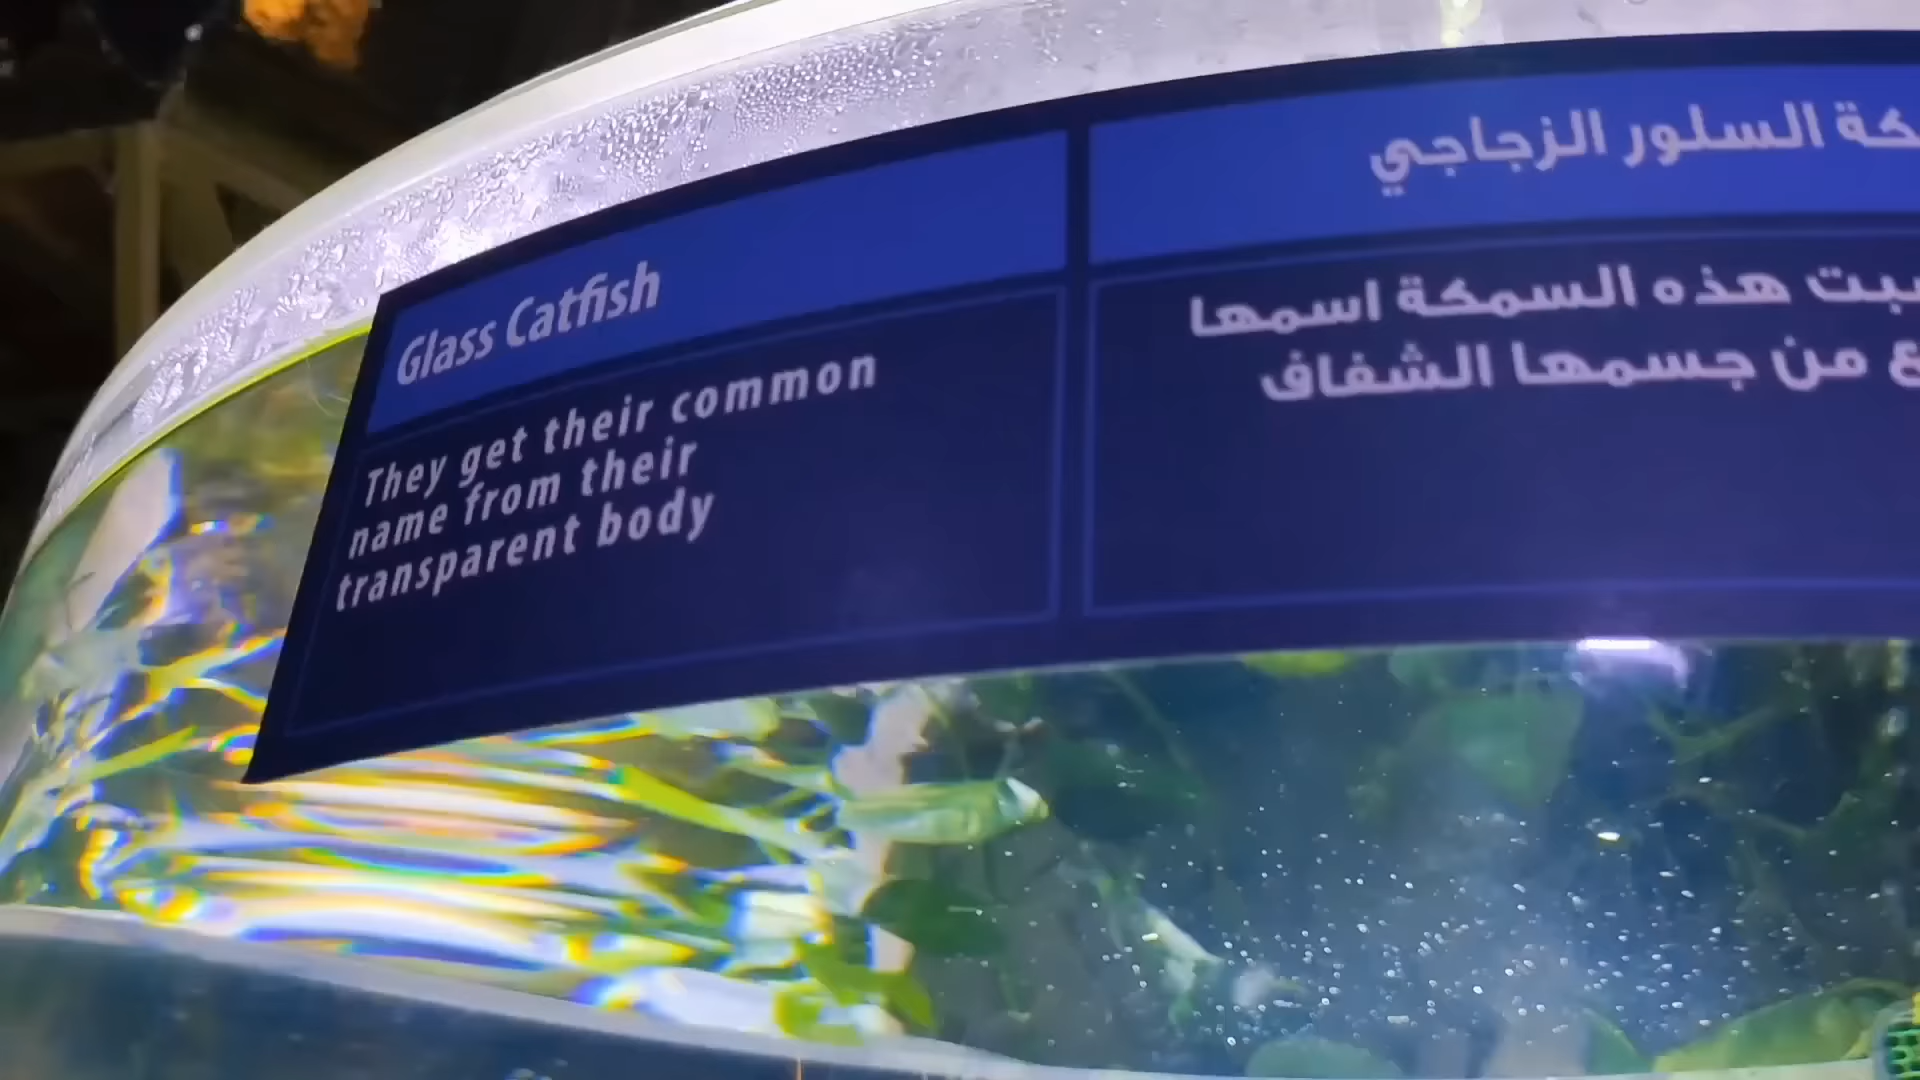 Glass Catfish
They get their common
name from their
transparent body
السلور الزجاجي
هذه السمكة اسمها
من جسمها الشفاف